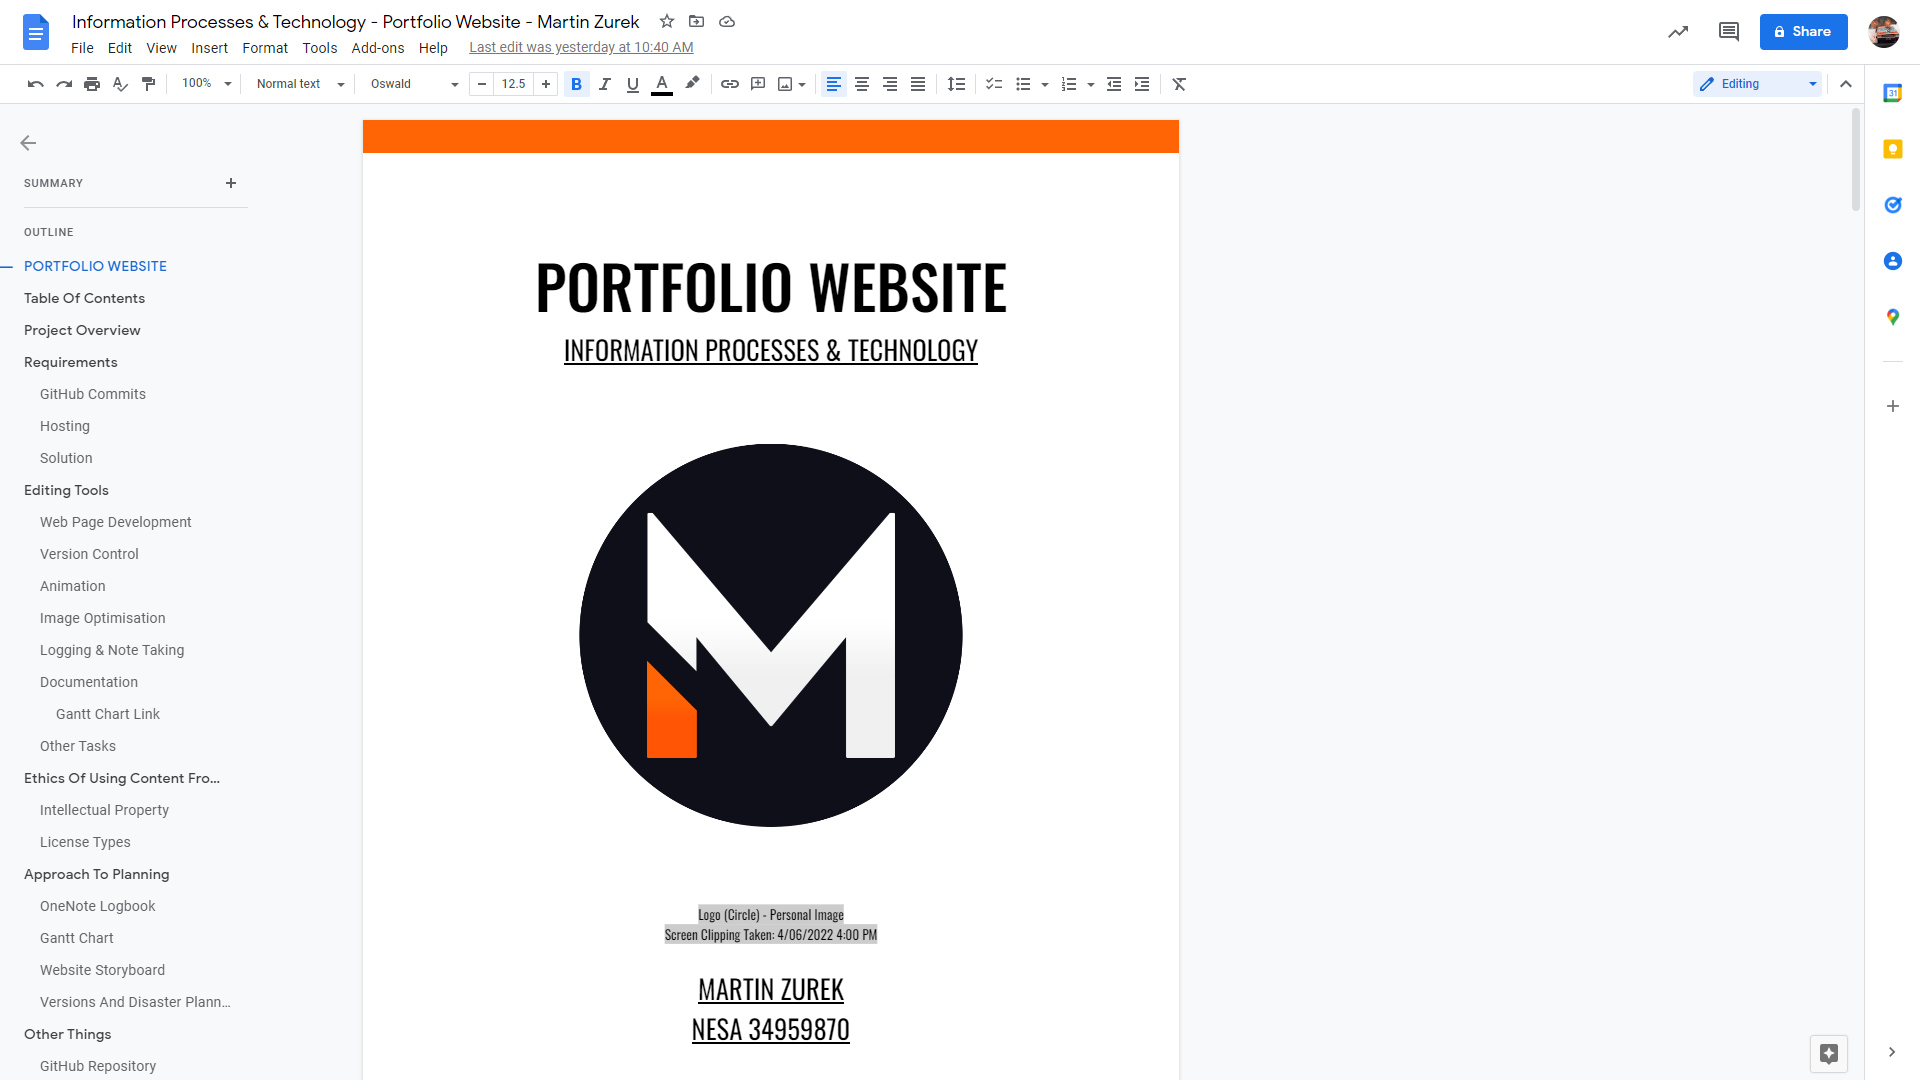 Information Processes & Technology - Portfolio Website - Martin Zurek
File Edit View Insert Format Tools Add-ons Help Last edit was yesterday at 10:40 AM
Share
100% Normal text Oswald 12.5 B I U A Editing
31
SUMMARY
OUTLINE
PORTFOLIO WEBSITE
Table Of Contents
Project Overview
Requirements
GitHub Commits
Hosting
Solution
Editing Tools
Web Page Development
Version Control
Animation
Image Optimisation
Logging & Note Taking
Documentation
Gantt Chart Link
Other Tasks
Ethics Of Using Content Fro...
Intellectual Property
License Types
Approach To Planning
OneNote Logbook
Gantt Chart
Website Storyboard
Versions And Disaster Plann...
Other Things
GitHub Repository
PORTFOLIO WEBSITE
INFORMATION PROCESSES & TECHNOLOGY
M
Logo (Circle) - Personal Image
Screen Clipping Taken: 4/06/2022 4:00 PM
MARTIN ZUREK
NESA 34959870